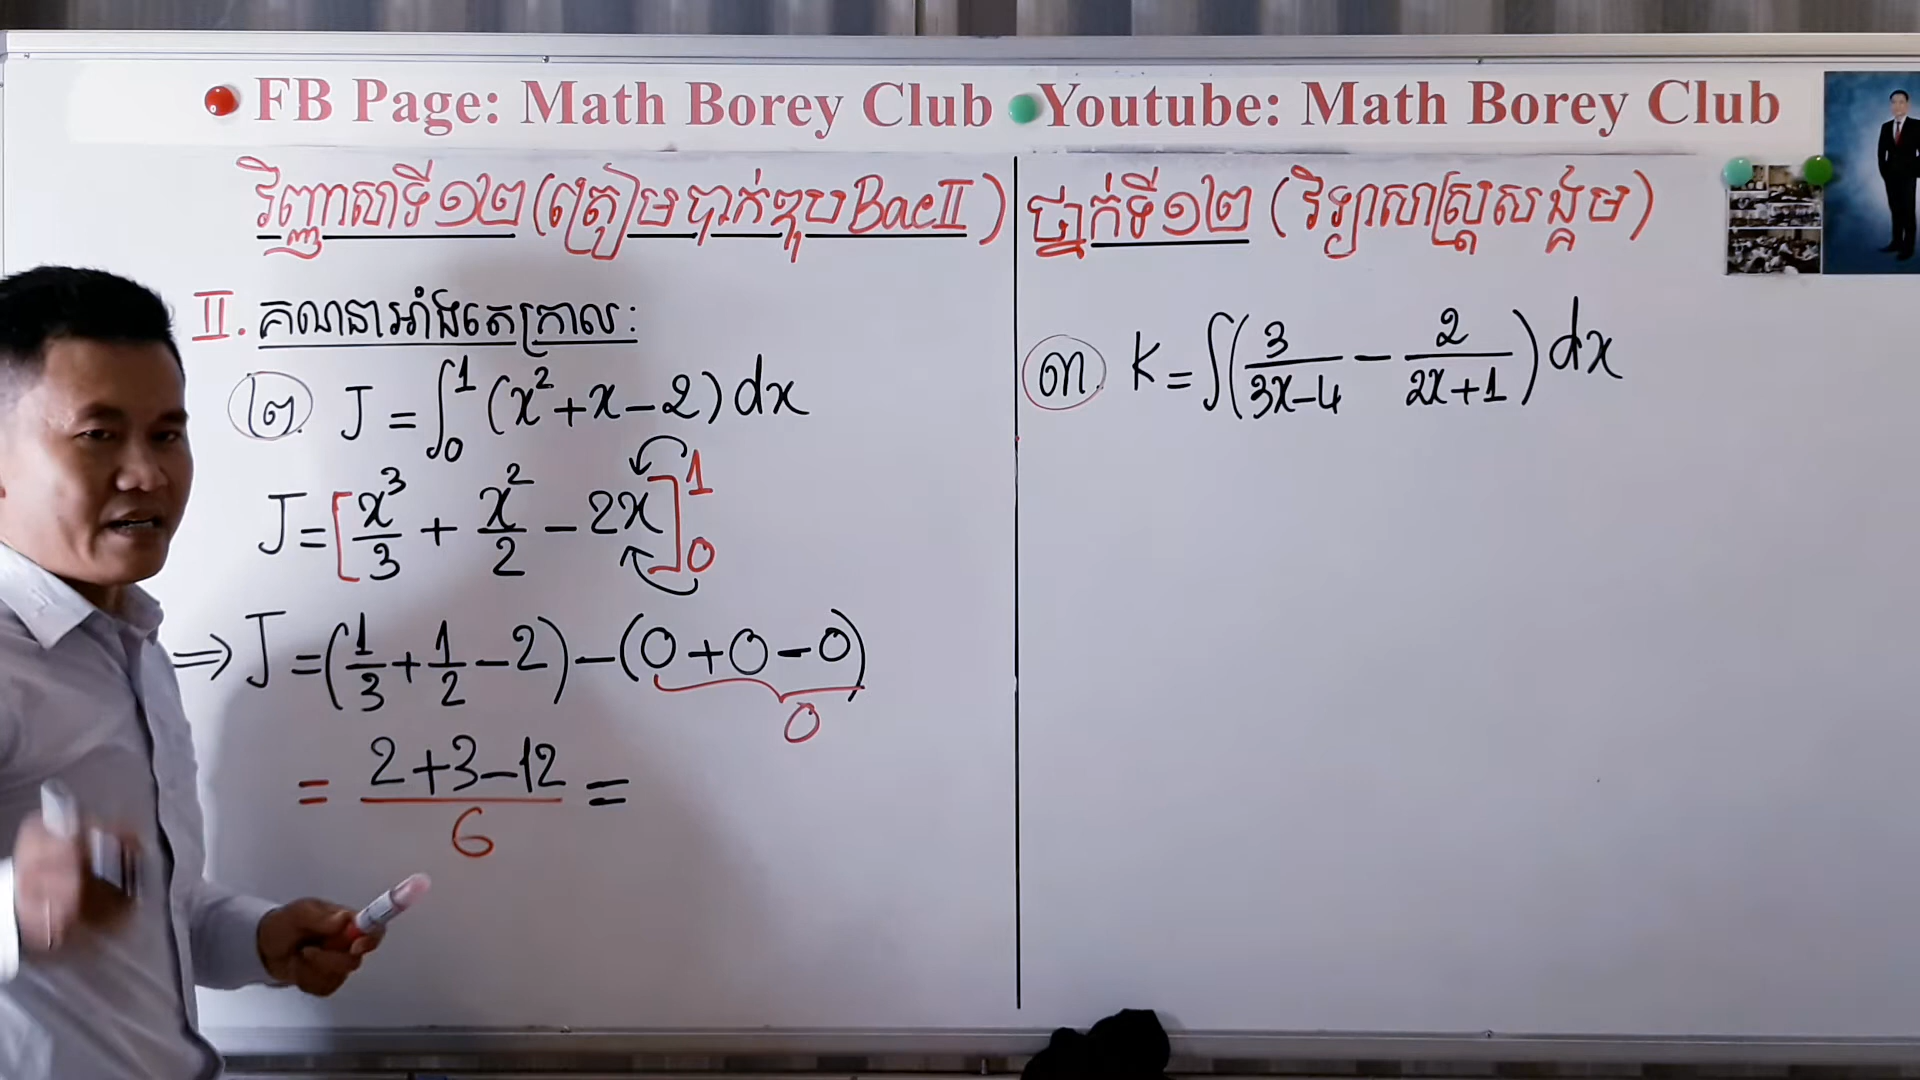 FB Page: Math Borey Club Youtube: Math Borey Club
វិញ្ញាសាទី១២ (ត្រៀមបាក់ឌុប Bac II)
ថ្នាក់ទី១២ (វិទ្យាសាស្ត្រសង្គម)
II. គណនាអាំងតេក្រាល:
២. J = ∫₀¹ (x² + x - 2) dx
J = [x³/3 + x²/2 - 2x]₀¹
⇒ J = (1/3 + 1/2 - 2) - (0 + 0 - 0)
0
= (2+3-12)/6 =
៣. K = ∫(3/(3x-4) - 2/(2x+1)) dx